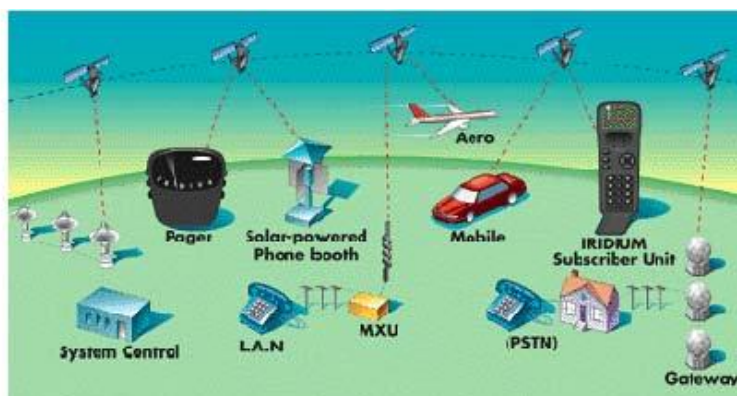 Aero
Pager
Solar-powered
Phone booth
Mobile
IRIDIUM
Subscriber Unit
System Control
L.A.N
MXU
(PSTN)
Gateway